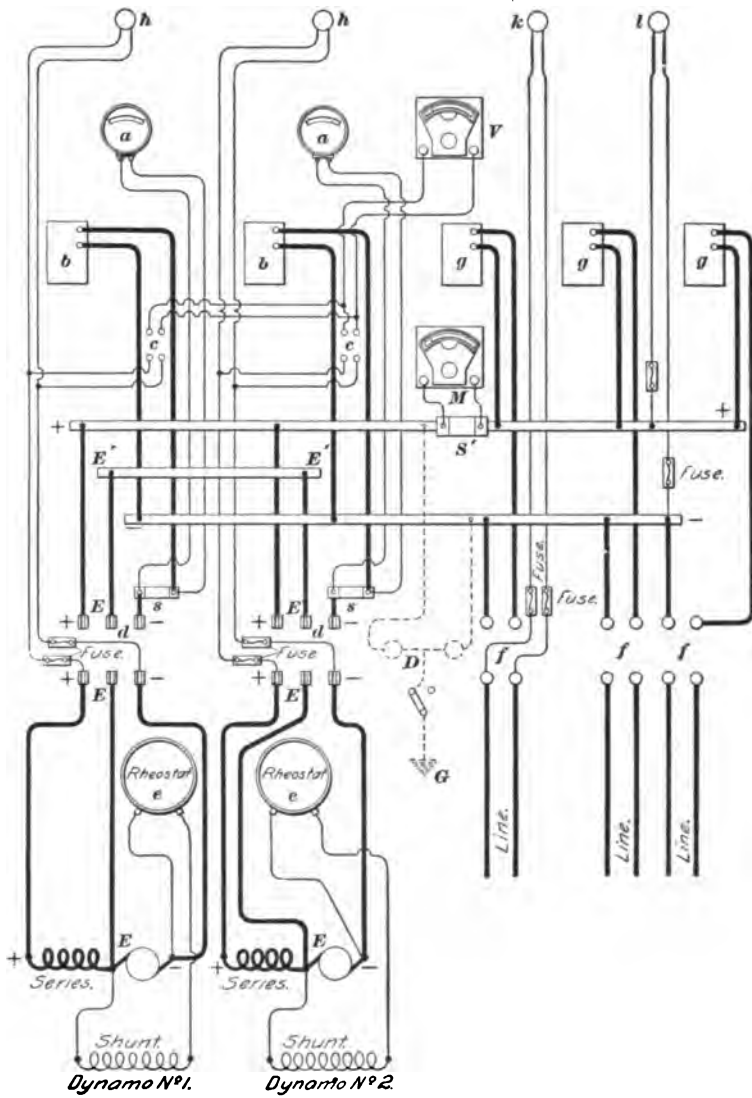 h h k l
a a V
b b g g g
c c
M
+ S' +
E' E'
- -
Fuse.
s s
Fuse. Fuse.
+ E d - + E d -
Fuse Fuse f f f
D
+ E - + E -
G
Rheostat Rheostat
e e
Line. Line. Line.
+ E - + E -
Series. Series.
Shunt. Shunt.
Dynamo Nº1. Dynamo Nº2.